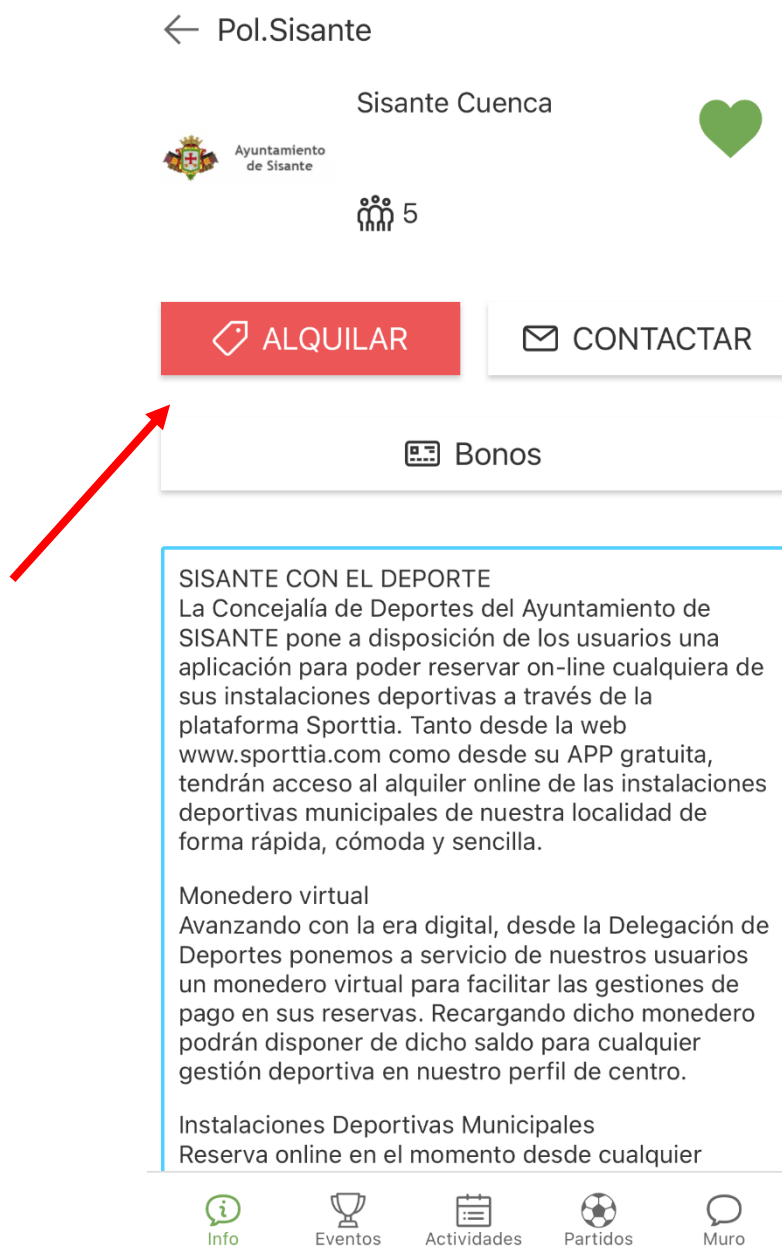 Pol.Sisante
Sisante Cuenca
Ayuntamiento
de Sisante
5
ALQUILAR
CONTACTAR
Bonos
SISANTE CON EL DEPORTE
La Concejalía de Deportes del Ayuntamiento de
SISANTE pone a disposición de los usuarios una
aplicación para poder reservar on-line cualquiera de
sus instalaciones deportivas a través de la
plataforma Sporttia. Tanto desde la web
www.sporttia.com como desde su APP gratuita,
tendrán acceso al alquiler online de las instalaciones
deportivas municipales de nuestra localidad de
forma rápida, cómoda y sencilla.
Monedero virtual
Avanzando con la era digital, desde la Delegación de
Deportes ponemos a servicio de nuestros usuarios
un monedero virtual para facilitar las gestiones de
pago en sus reservas. Recargando dicho monedero
podrán disponer de dicho saldo para cualquier
gestión deportiva en nuestro perfil de centro.
Instalaciones Deportivas Municipales
Reserva online en el momento desde cualquier
Info
Eventos
Actividades
Partidos
Muro